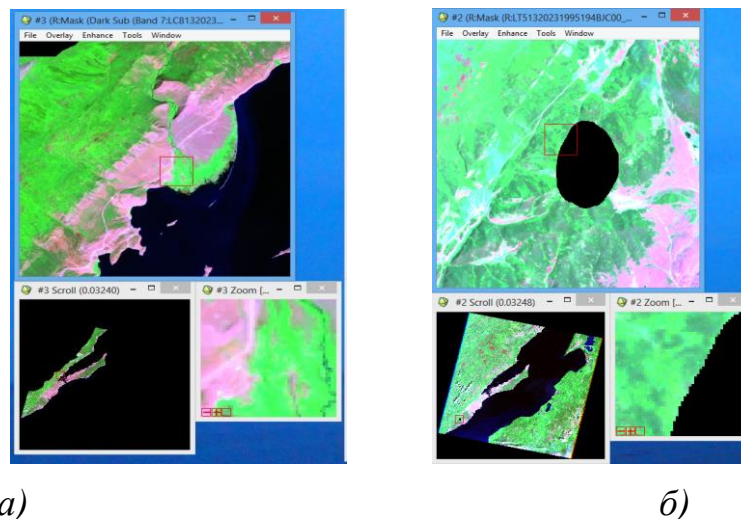 #3 (R:Mask (Dark Sub (Band 7:LC8132023...
File Overlay Enhance Tools Window
#3 Scroll (0.03240)
#3 Zoom [...
#2 (R:Mask (R:LT51320231995194BJC00_...
File Overlay Enhance Tools Window
#2 Scroll (0.03248)
#2 Zoom [...
а)
б)